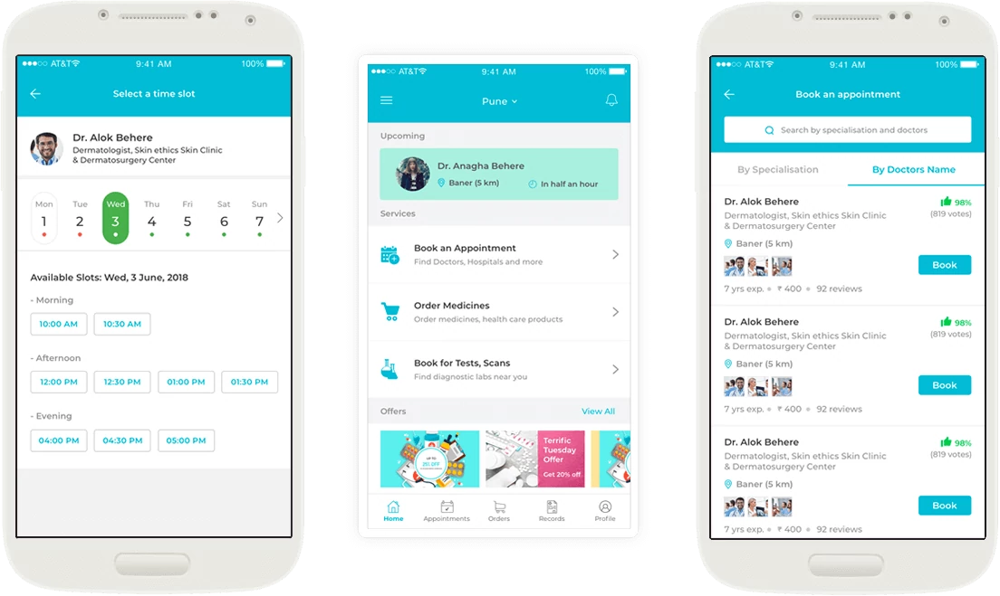 AT&T
9:41 AM
100%
Select a time slot
Dr. Alok Behere
Dermatologist, Skin ethics Skin Clinic
& Dermatosurgery Center
Mon Tue Wed Thu Fri Sat Sun
1 2 3 4 5 6 7
Available Slots: Wed, 3 June, 2018
- Morning
10:00 AM 10:30 AM
- Afternoon
12:00 PM 12:30 PM 01:00 PM 01:30 PM
- Evening
04:00 PM 04:30 PM 05:00 PM
AT&T
9:41 AM
100%
Pune
Upcoming
Dr. Anagha Behere
Baner (5 km) In half an hour
Services
Book an Appointment
Find Doctors, Hospitals and more
Order Medicines
Order medicines, health care products
Book for Tests, Scans
Find diagnostic labs near you
Offers View All
UP TO
25% OFF
Terrific
Tuesday
Offer
Get 20% off
Home Appointments Orders Records Profile
AT&T
9:41 AM
100%
Book an appointment
Search by specialisation and doctors
By Specialisation By Doctors Name
Dr. Alok Behere 98%
Dermatologist, Skin ethics Skin Clinic (819 votes)
& Dermatosurgery Center
Baner (5 km)
Book
7 yrs exp. ₹ 400 92 reviews
Dr. Alok Behere 98%
Dermatologist, Skin ethics Skin Clinic (819 votes)
& Dermatosurgery Center
Baner (5 km)
Book
7 yrs exp. ₹ 400 92 reviews
Dr. Alok Behere 98%
Dermatologist, Skin ethics Skin Clinic (819 votes)
& Dermatosurgery Center
Baner (5 km)
Book
7 yrs exp. ₹ 400 92 reviews